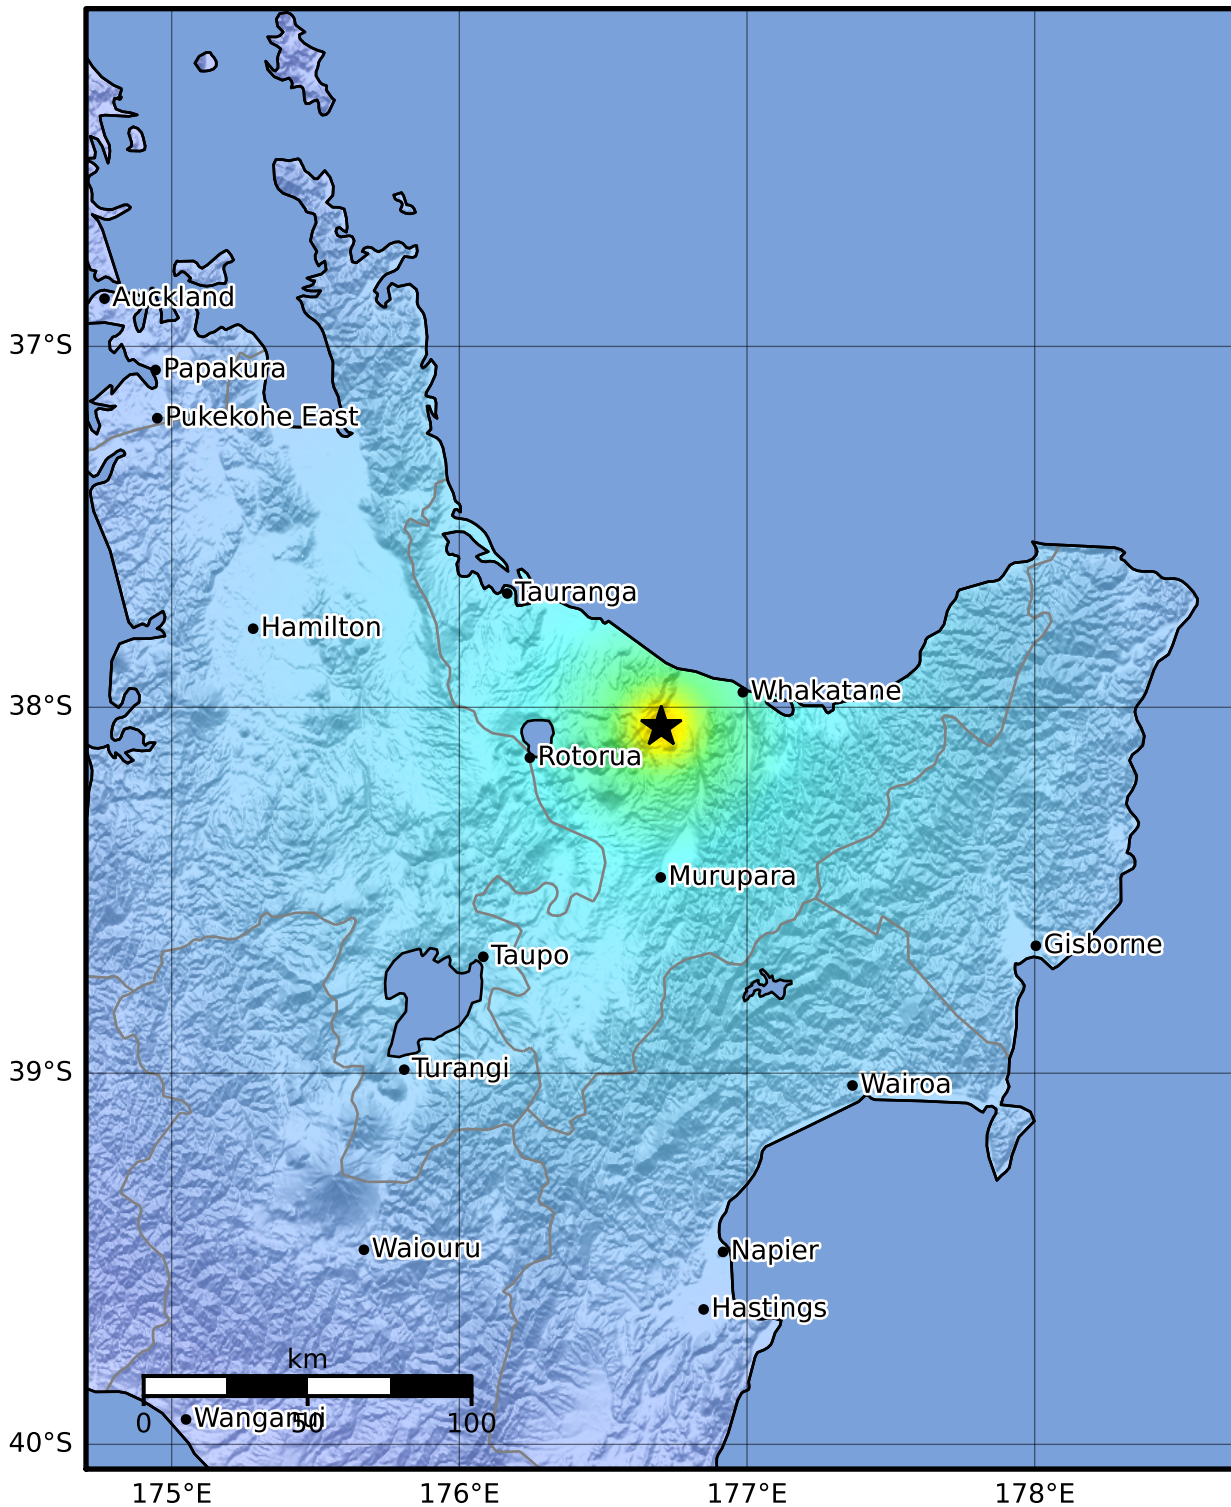 Auckland
37°S
Papakura
Pukekohe East
Tauranga
Hamilton
Whakatane
38°S
Rotorua
Murupara
Gisborne
Taupo
Turangi
39°S
Wairoa
Waiouru
Napier
Hastings
km
0 50 100
Wanganui
40°S
175°E 176°E 177°E 178°E